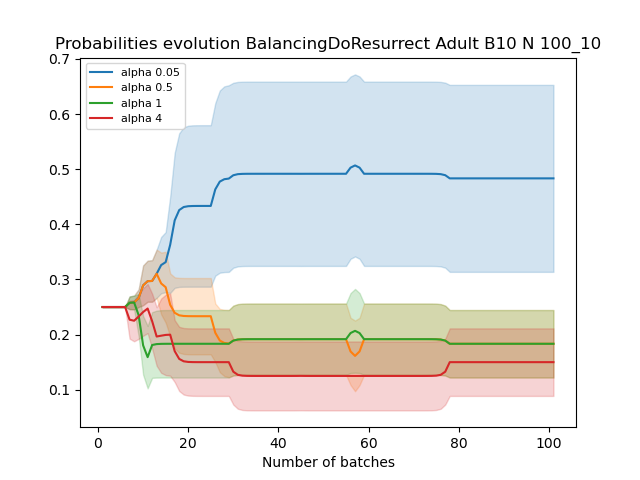 Probabilities evolution BalancingDoResurrect Adult B10 N 100_10
alpha 0.05
alpha 0.5
alpha 1
alpha 4
0.7
0.6
0.5
0.4
0.3
0.2
0.1
0 20 40 60 80 100
Number of batches